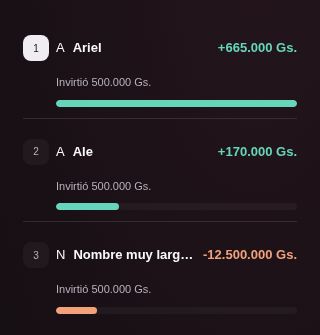 1 A Ariel +665.000 Gs.
Invirtió 500.000 Gs.
2 A Ale +170.000 Gs.
Invirtió 500.000 Gs.
3 N Nombre muy larg... -12.500.000 Gs.
Invirtió 500.000 Gs.